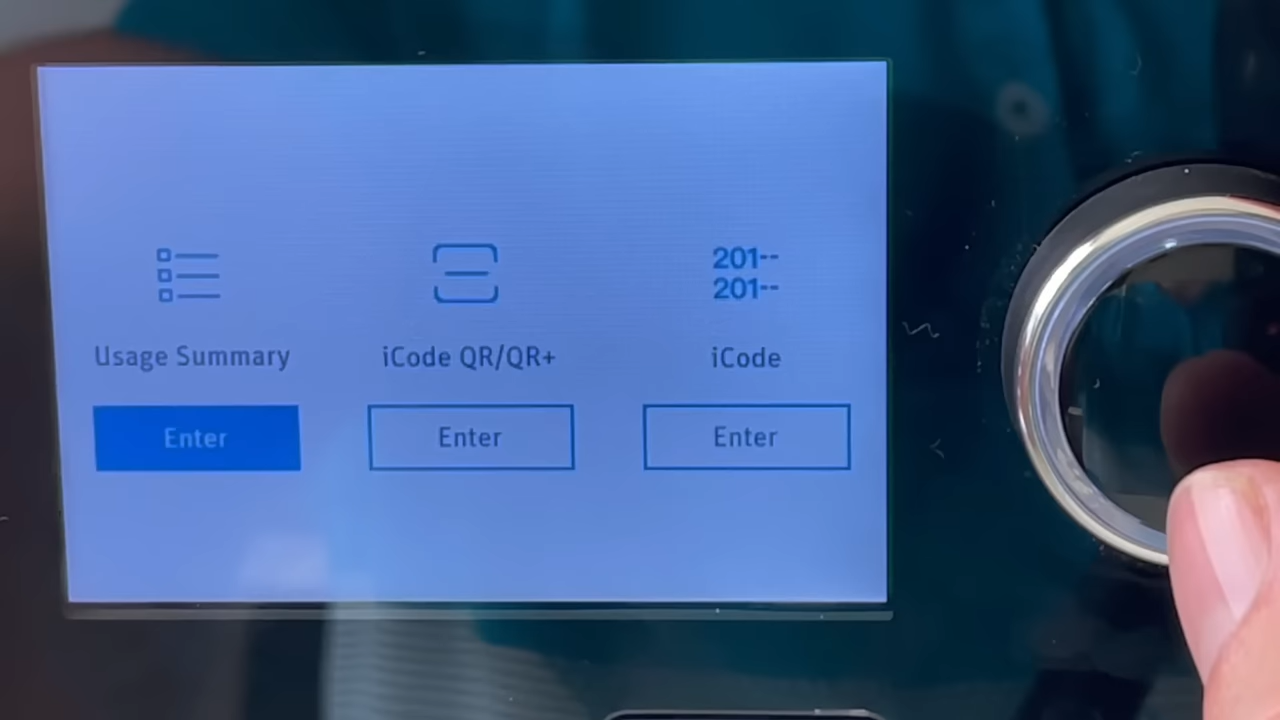 201-- 
201--
Usage Summary
iCode QR/QR+
iCode
Enter
Enter
Enter